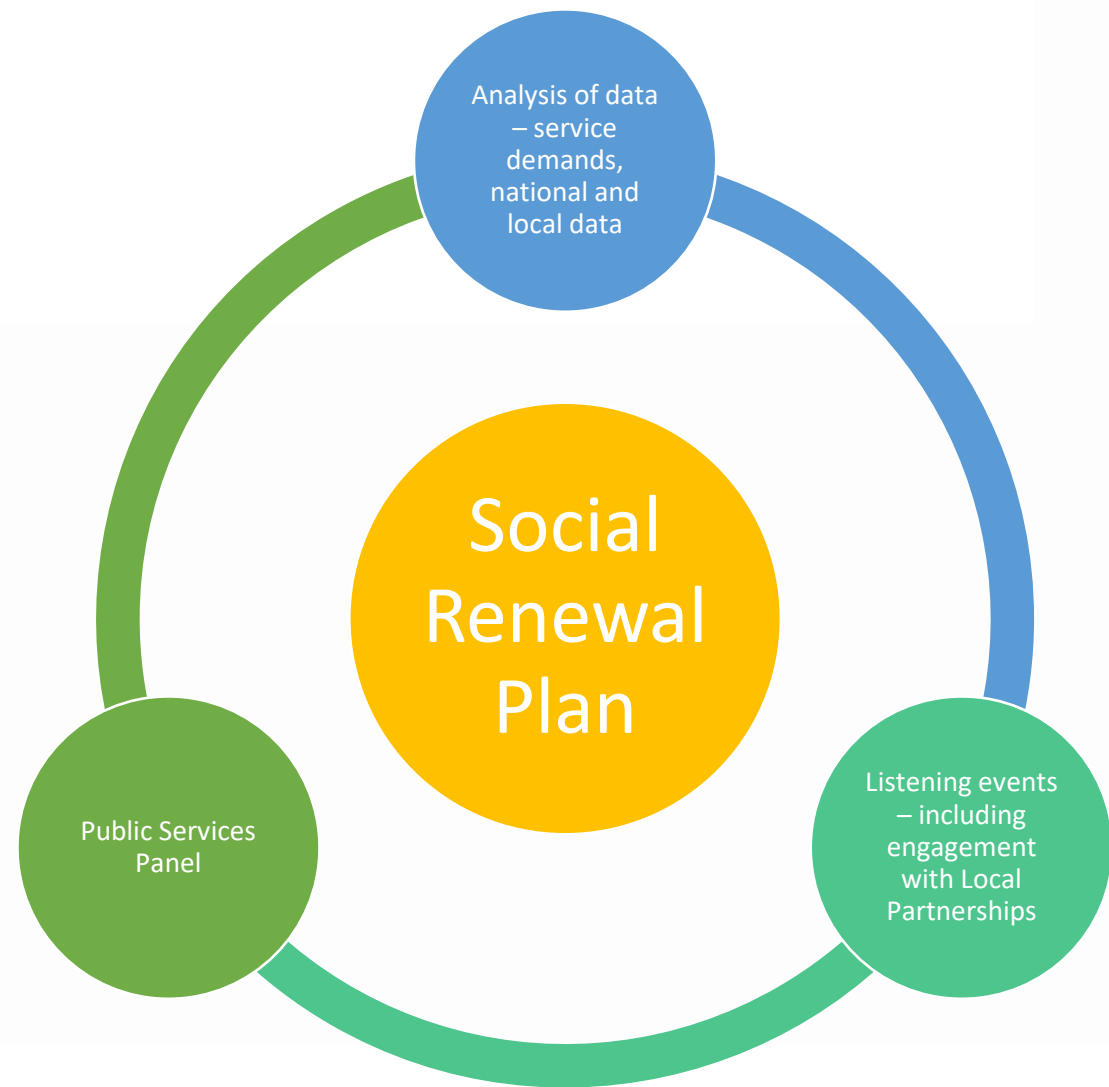 Analysis of data
– service
demands,
national and
local data
Social
Renewal
Plan
Listening events
– including
engagement
with Local
Partnerships
Public Services
Panel